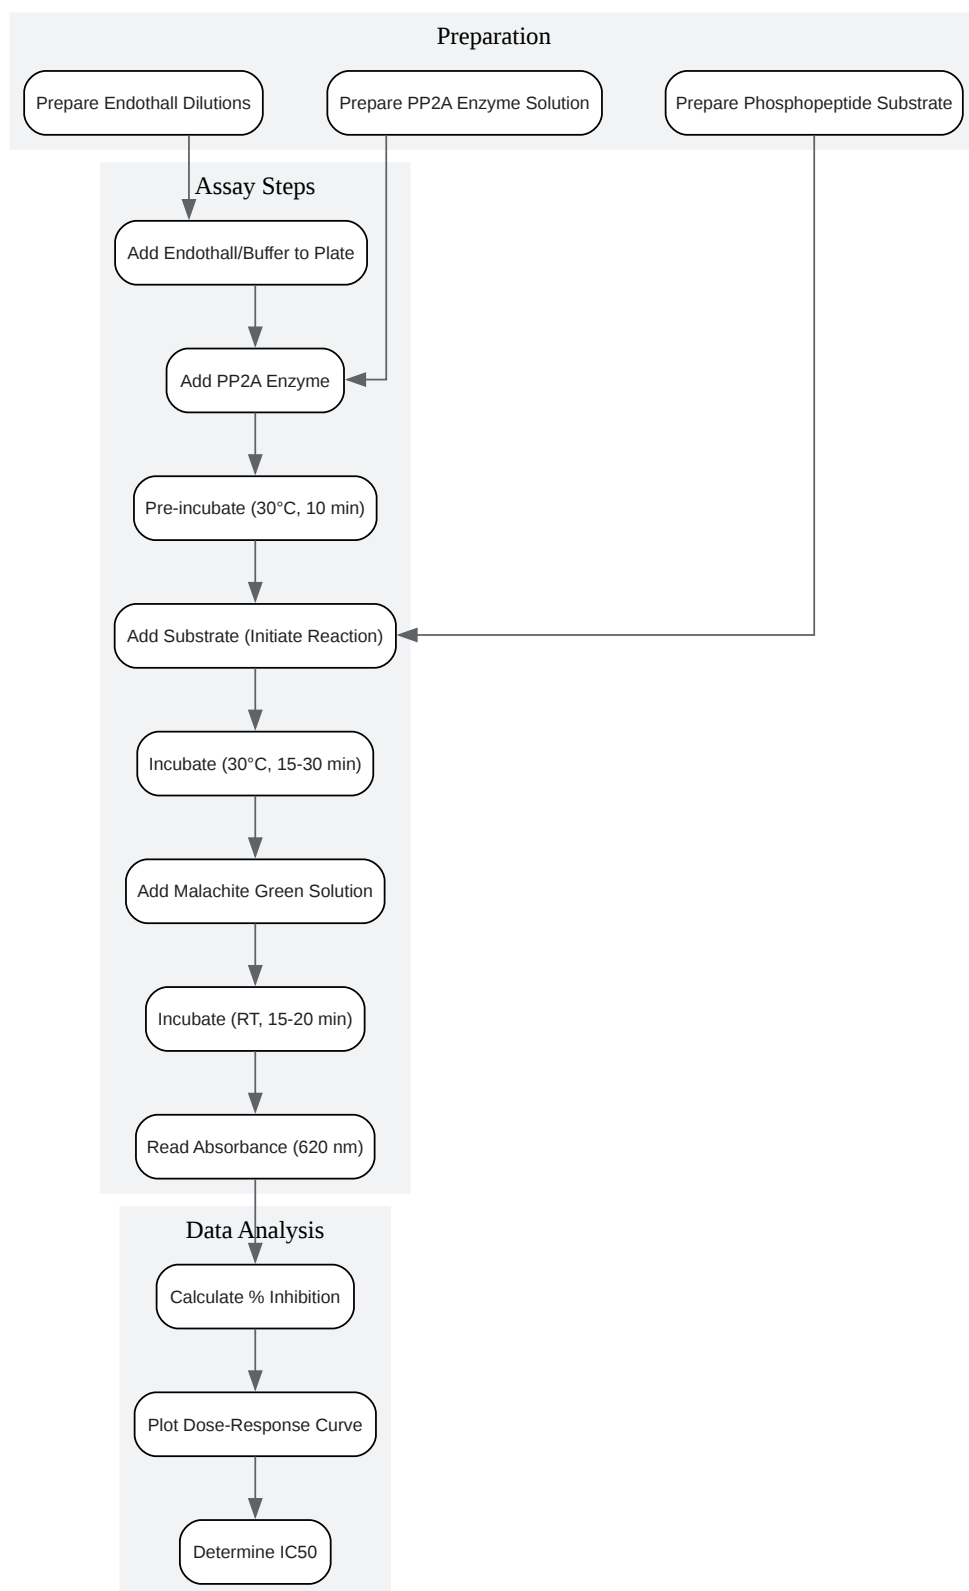 Preparation
Prepare Endothall Dilutions
Prepare PP2A Enzyme Solution
Prepare Phosphopeptide Substrate
Assay Steps
Add Endothall/Buffer to Plate
Add PP2A Enzyme
Pre-incubate (30°C, 10 min)
Add Substrate (Initiate Reaction)
Incubate (30°C, 15-30 min)
Add Malachite Green Solution
Incubate (RT, 15-20 min)
Read Absorbance (620 nm)
Data Analysis
Calculate % Inhibition
Plot Dose-Response Curve
Determine IC50